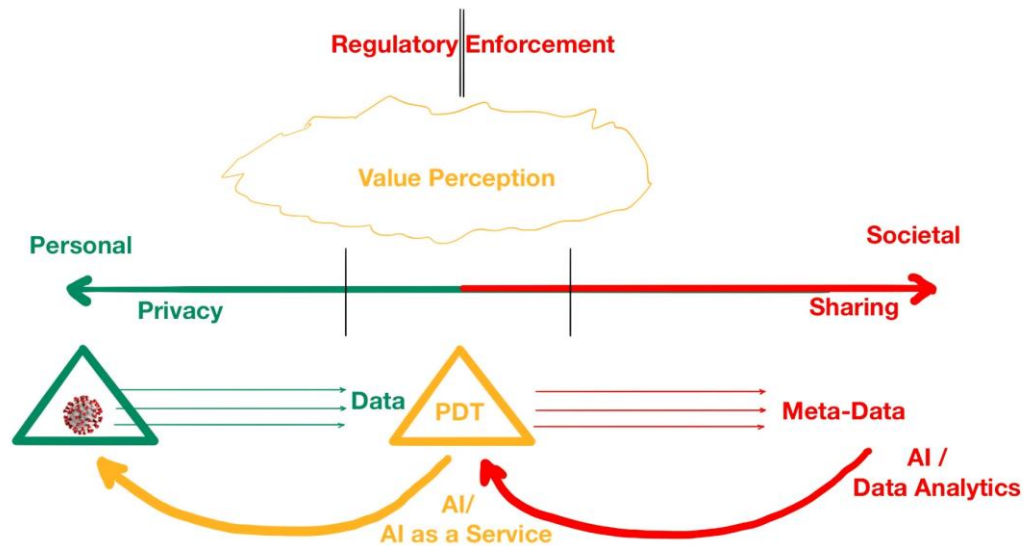 Regulatory Enforcement
Value Perception
Personal
Societal
Privacy
Sharing
Data
PDT
Meta-Data
AI /
Data Analytics
AI/
AI as a Service